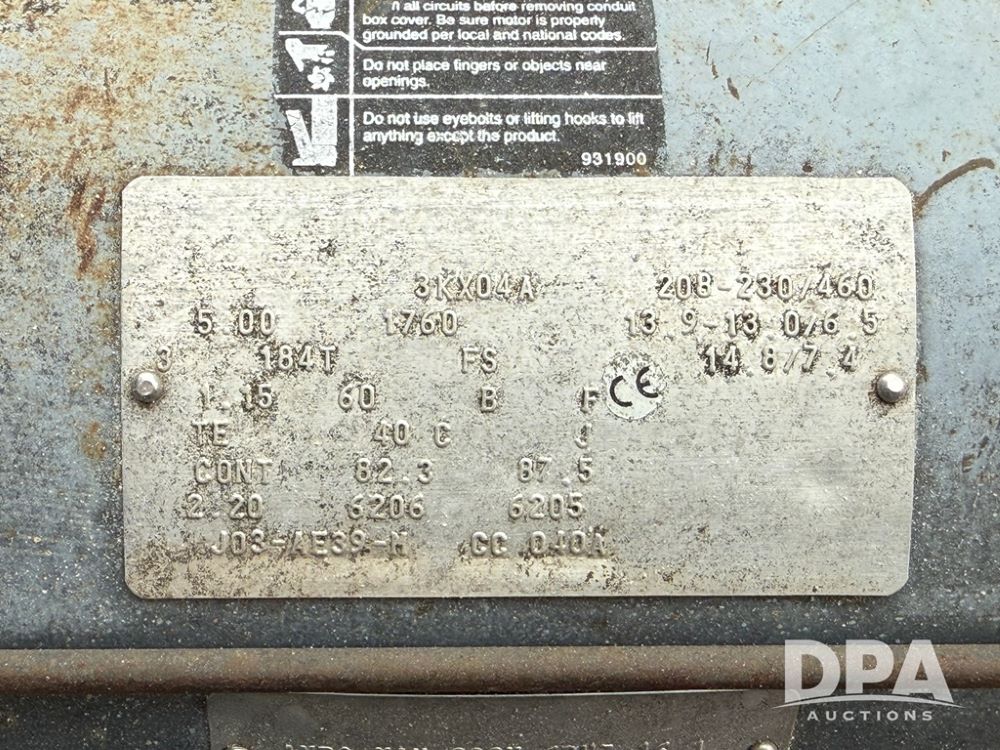 all circuits before removing conduit
box cover. Be sure motor is properly
grounded per local and national codes.
Do not place fingers or objects near
openings.
Do not use eyebolts or lifting hooks to lift
anything except the product.
931900
3KX04A 208-230/460
5.00 1760 13.9-13.0/6.5
3 184T FS 14.8/7.4
1.15 60 B F CE
TE 40 C J
CONT 82.3 87.5
2.20 6206 6205
J03-AE39-M CC 010A
DPA
AUCTIONS